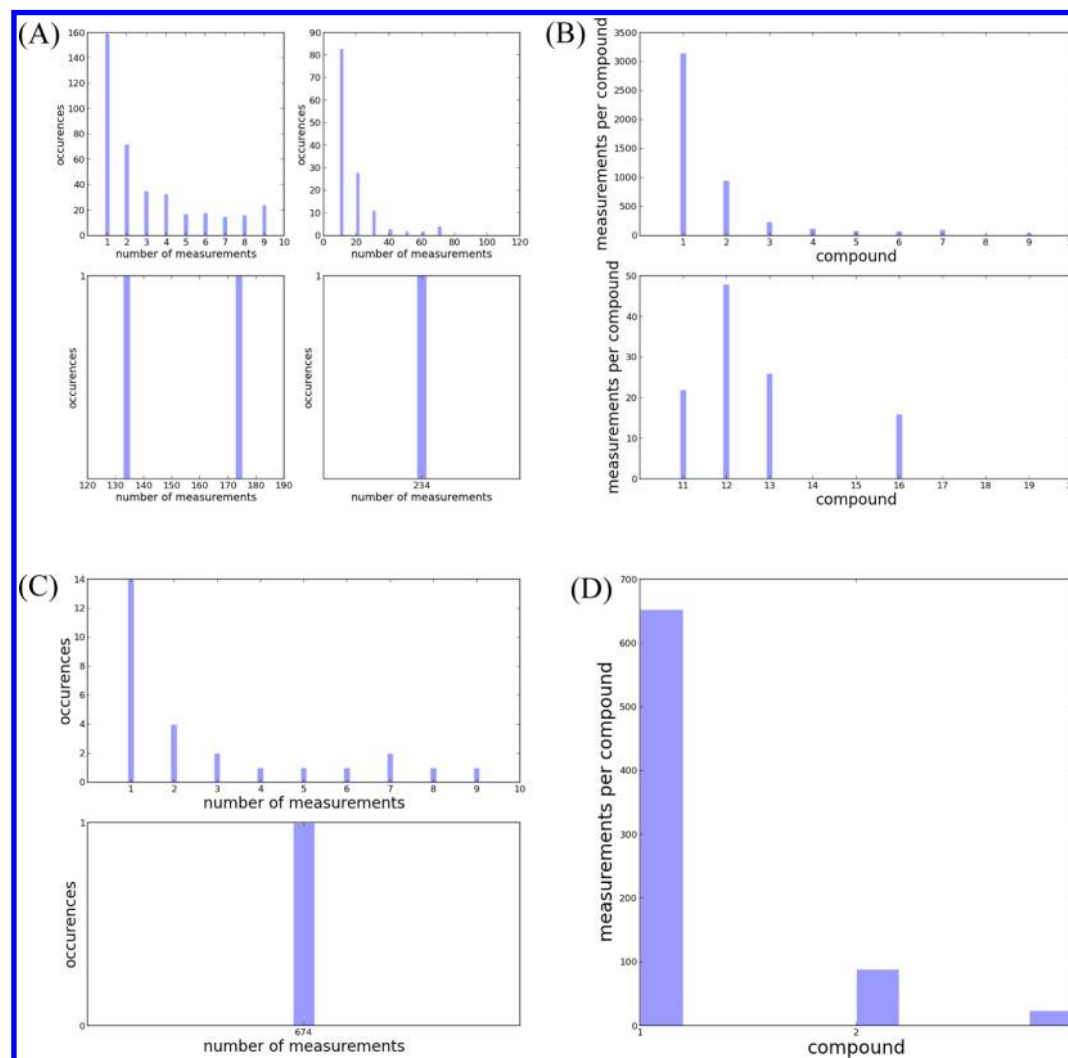 (A)
160
140
120
100
80
60
40
20
0
occurences
1 2 3 4 5 6 7 8 9 10
number of measurements
90
80
70
60
50
40
30
20
10
0
occurences
20 40 60 80 100 120
number of measurements
1
occurences
120 130 140 150 160 170 180 190
number of measurements
1
occurences
234
number of measurements
(B)
3500
3000
2500
2000
1500
1000
500
0
measurements per compound
1 2 3 4 5 6 7 8 9
compound
50
40
30
20
10
0
measurements per compound
11 12 13 14 15 16 17 18 19
compound
(C)
14
12
10
8
6
4
2
0
occurences
1 2 3 4 5 6 7 8 9 10
number of measurements
1
0
occurences
674
number of measurements
(D)
700
600
500
400
300
200
100
0
measurements per compound
1 2
compound